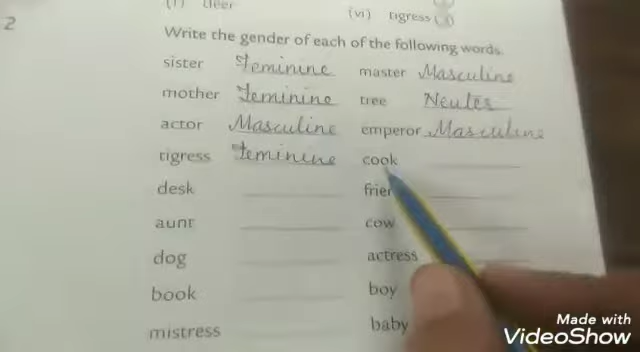 (i) deer
(vi) tigress
2
Write the gender of each of the following words.
sister Feminine master Masculine
mother Feminine tree Neuter
actor Masculine emperor Masculine
tigress Feminine cook
desk frien
aunt cow
dog actress
book boy
mistress baby
Made with
VideoShow